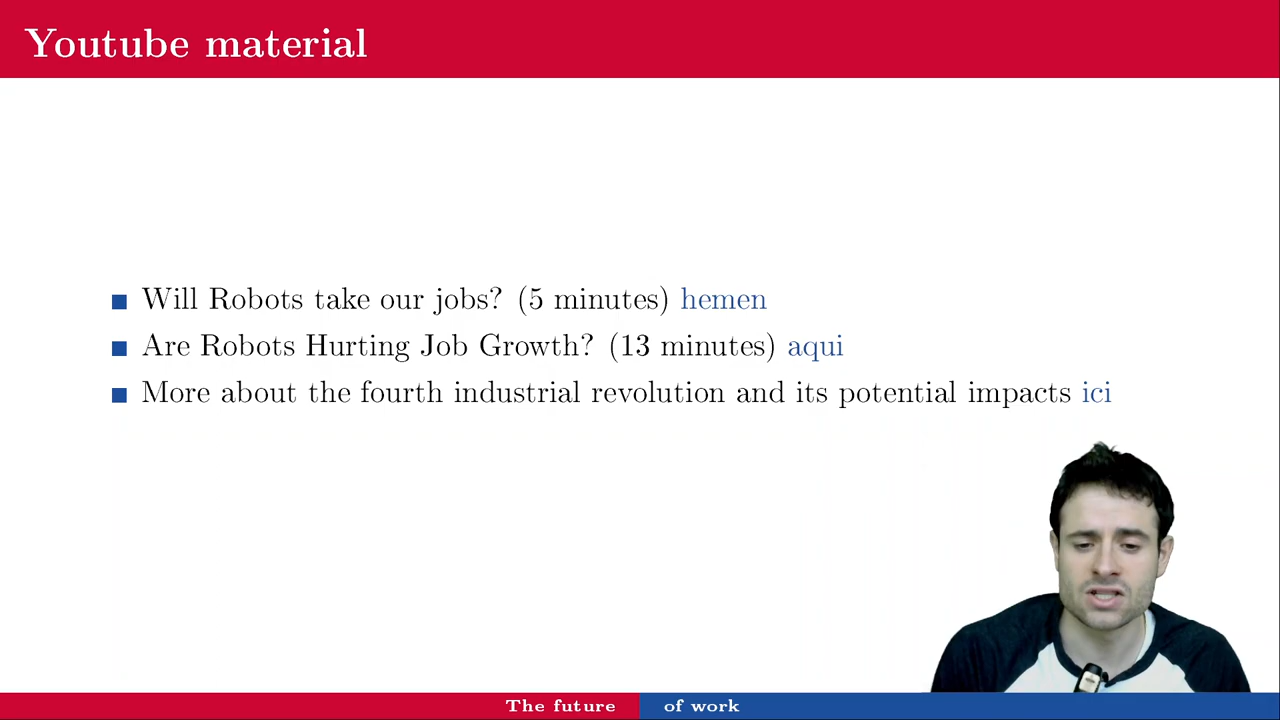 Youtube material
Will Robots take our jobs? (5 minutes) hemen
Are Robots Hurting Job Growth? (13 minutes) aqui
More about the fourth industrial revolution and its potential impacts ici
The future of work